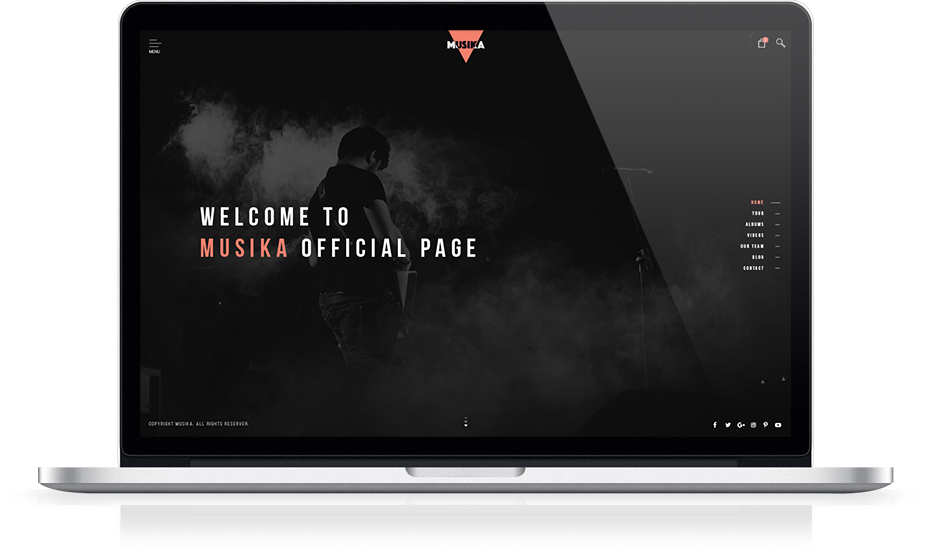 MENU
MUSIKA
WELCOME TO
MUSIKA OFFICIAL PAGE
HOME
TOUR
ALBUMS
VIDEOS
OUR TEAM
BLOG
CONTACT
COPYRIGHT MUSIKA. ALL RIGHTS RESERVER.